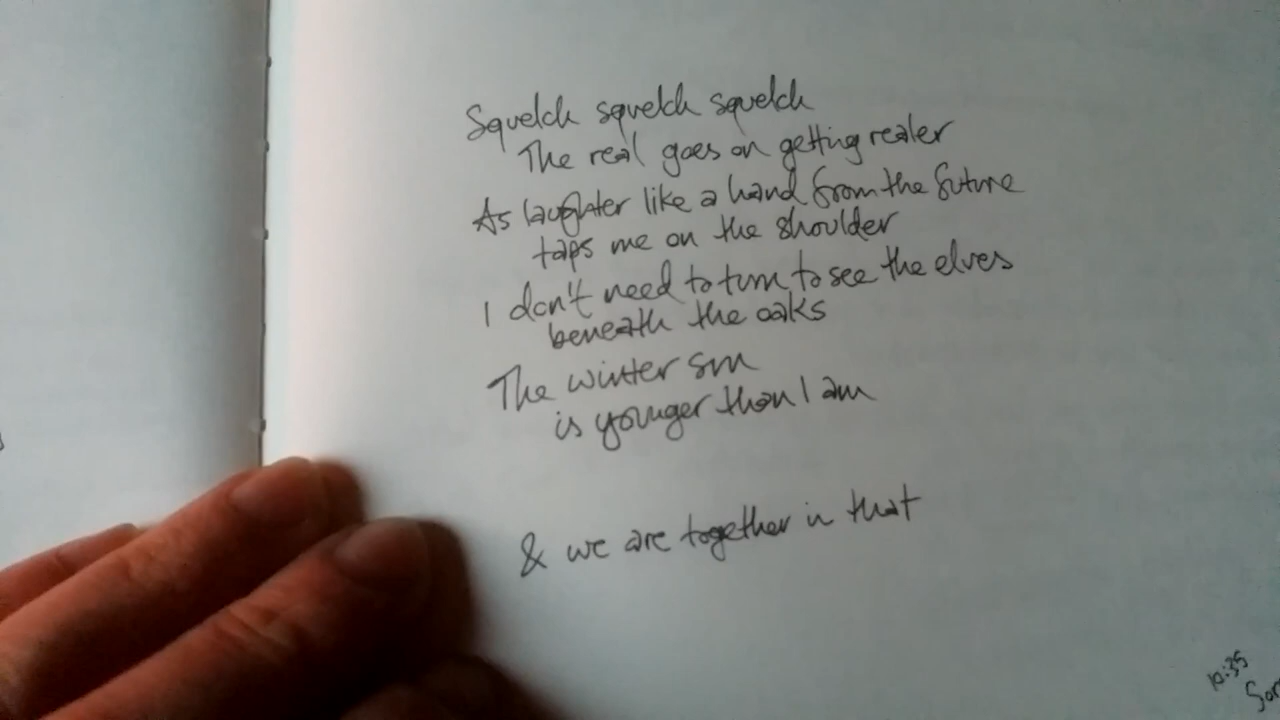 Squelch squelch squelch
The real goes on getting realer
As laughter like a hand from the future
taps me on the shoulder
I don't need to turn to see the elves
beneath the oaks
The winter sun
is younger than I am
& we are together in that
10:35